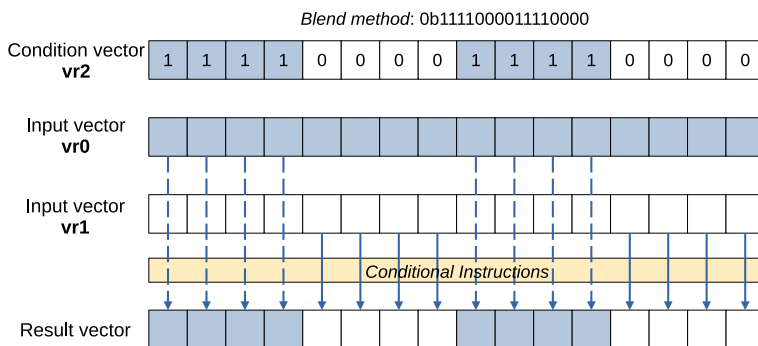 Blend method: 0b1111000011110000
Condition vector
vr2
1 1 1 1 0 0 0 0 1 1 1 1 0 0 0 0
Input vector
vr0
Input vector
vr1
Conditional Instructions
Result vector